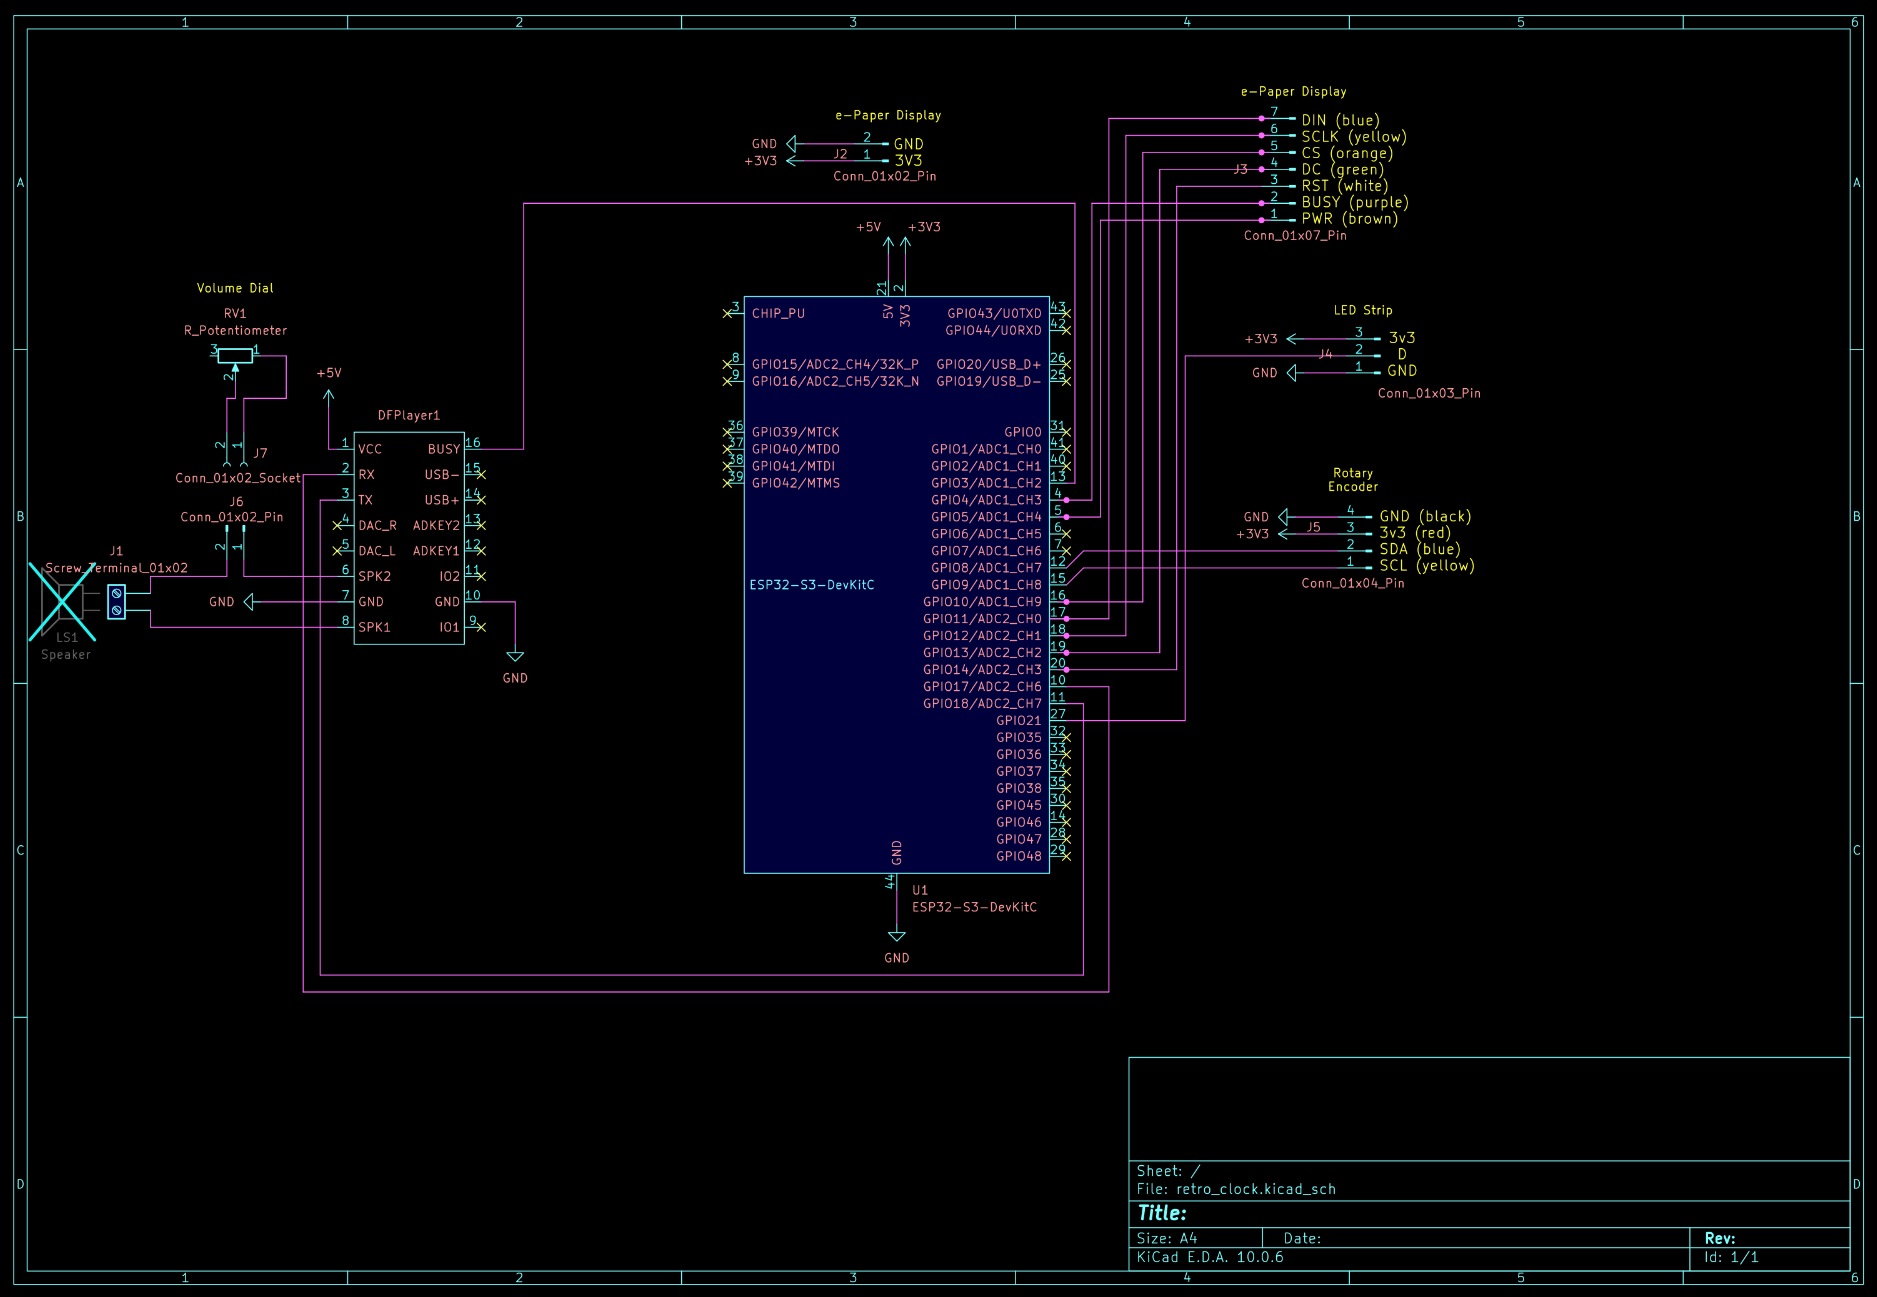 1 2 3 4 5 6
e-Paper Display
7 DIN (blue)
6 SCLK (yellow)
5 CS (orange)
J3 4 DC (green)
3 RST (white)
2 BUSY (purple)
1 PWR (brown)
Conn_01x07_Pin
e-Paper Display
GND 2 GND
+3V3 J2 1 3V3
Conn_01x02_Pin
A A
+5V +3V3
21 2
5V 3V3
Volume Dial
RV1
R_Potentiometer
3 1
2
2 1
J7
Conn_01x02_Socket
J6
Conn_01x02_Pin
2 1
J1
Screw_Terminal_01x02
LS1
Speaker
+5V
DFPlayer1
1 VCC BUSY 16
2 RX USB- 15
3 TX USB+ 14
4 DAC_R ADKEY2 13
5 DAC_L ADKEY1 12
6 SPK2 IO2 11
GND 7 GND GND 10
8 SPK1 IO1 9
GND
3 CHIP_PU GPIO43/U0TXD 43
GPIO44/U0RXD 42
8 GPIO15/ADC2_CH4/32K_P GPIO20/USB_D+ 26
9 GPIO16/ADC2_CH5/32K_N GPIO19/USB_D- 25
36 GPIO39/MTCK GPIO0 31
37 GPIO40/MTDO GPIO1/ADC1_CH0 41
38 GPIO41/MTDI GPIO2/ADC1_CH1 40
39 GPIO42/MTMS GPIO3/ADC1_CH2 13
GPIO4/ADC1_CH3 4
GPIO5/ADC1_CH4 5
GPIO6/ADC1_CH5 6
GPIO7/ADC1_CH6 7
GPIO8/ADC1_CH7 12
ESP32-S3-DevKitC GPIO9/ADC1_CH8 15
GPIO10/ADC1_CH9 16
GPIO11/ADC2_CH0 17
GPIO12/ADC2_CH1 18
GPIO13/ADC2_CH2 19
GPIO14/ADC2_CH3 20
GPIO17/ADC2_CH6 10
GPIO18/ADC2_CH7 11
GPIO21 27
GPIO35 32
GPIO36 33
GPIO37 34
GPIO38 35
GPIO45 30
GPIO46 14
GPIO47 28
GPIO48 29
GND
44
U1
ESP32-S3-DevKitC
GND
LED Strip
+3V3 3 3v3
J4 2 D
GND 1 GND
Conn_01x03_Pin
Rotary
Encoder
GND 4 GND (black)
+3V3 J5 3 3v3 (red)
2 SDA (blue)
1 SCL (yellow)
Conn_01x04_Pin
B B
C C
D D
Sheet: /
File: retro_clock.kicad_sch
Title:
Size: A4 Date: Rev:
KiCad E.D.A. 10.0.6 Id: 1/1
1 2 3 4 5 6